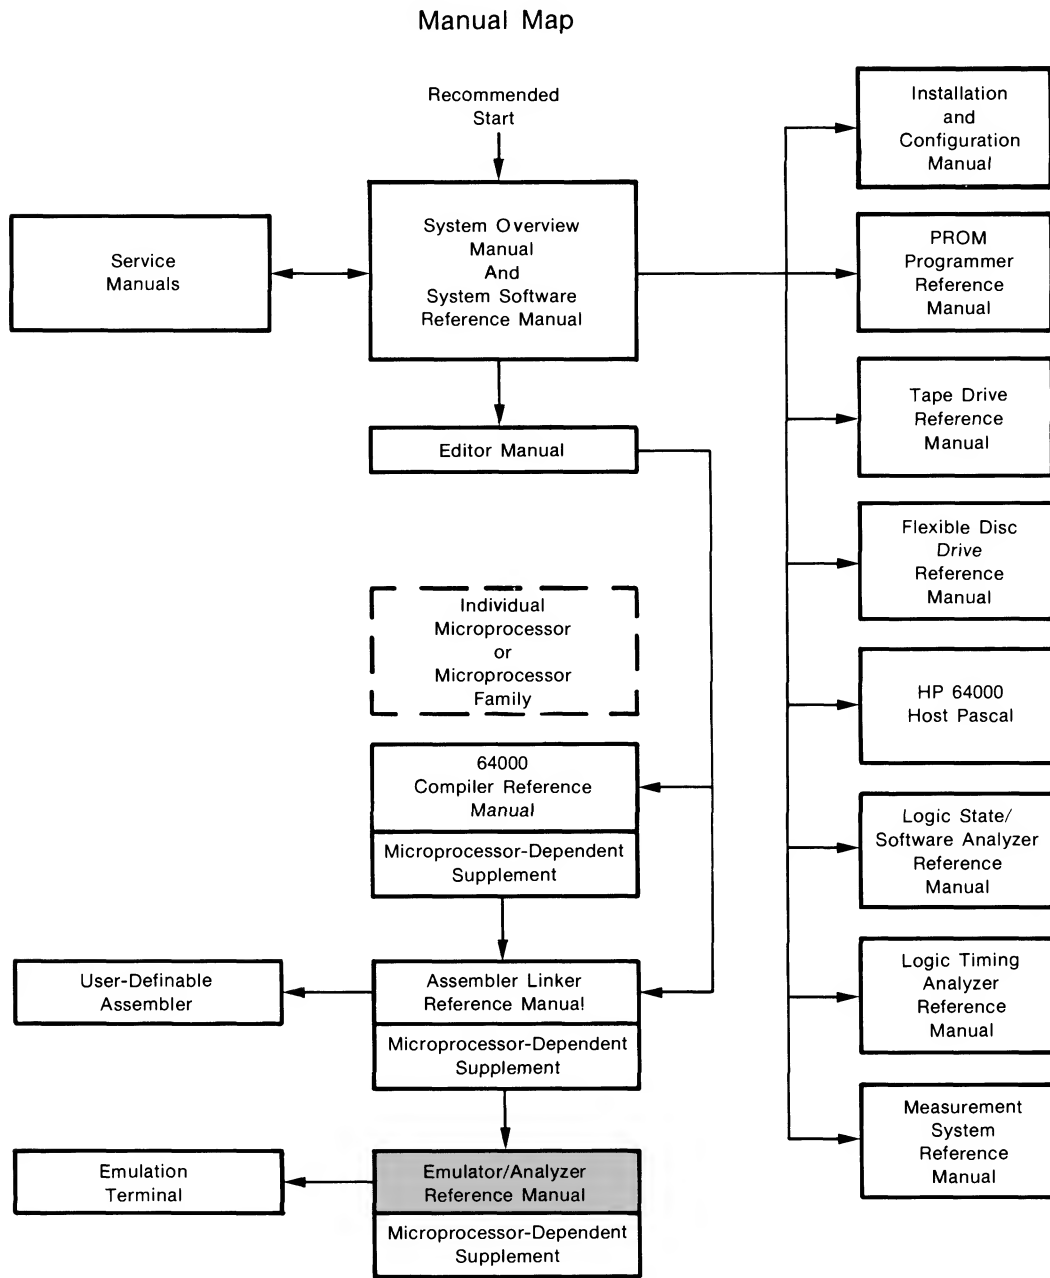 Manual Map
Recommended
Start
System Overview
Manual
And
System Software
Reference Manual
Service
Manuals
Editor Manual
Individual
Microprocessor
or
Microprocessor
Family
64000
Compiler Reference
Manual
Microprocessor-Dependent
Supplement
User-Definable
Assembler
Assembler Linker
Reference Manual
Microprocessor-Dependent
Supplement
Emulation
Terminal
Emulator/Analyzer
Reference Manual
Microprocessor-Dependent
Supplement
Installation
and
Configuration
Manual
PROM
Programmer
Reference
Manual
Tape Drive
Reference
Manual
Flexible Disc
Drive
Reference
Manual
HP 64000
Host Pascal
Logic State/
Software Analyzer
Reference
Manual
Logic Timing
Analyzer
Reference
Manual
Measurement
System
Reference
Manual